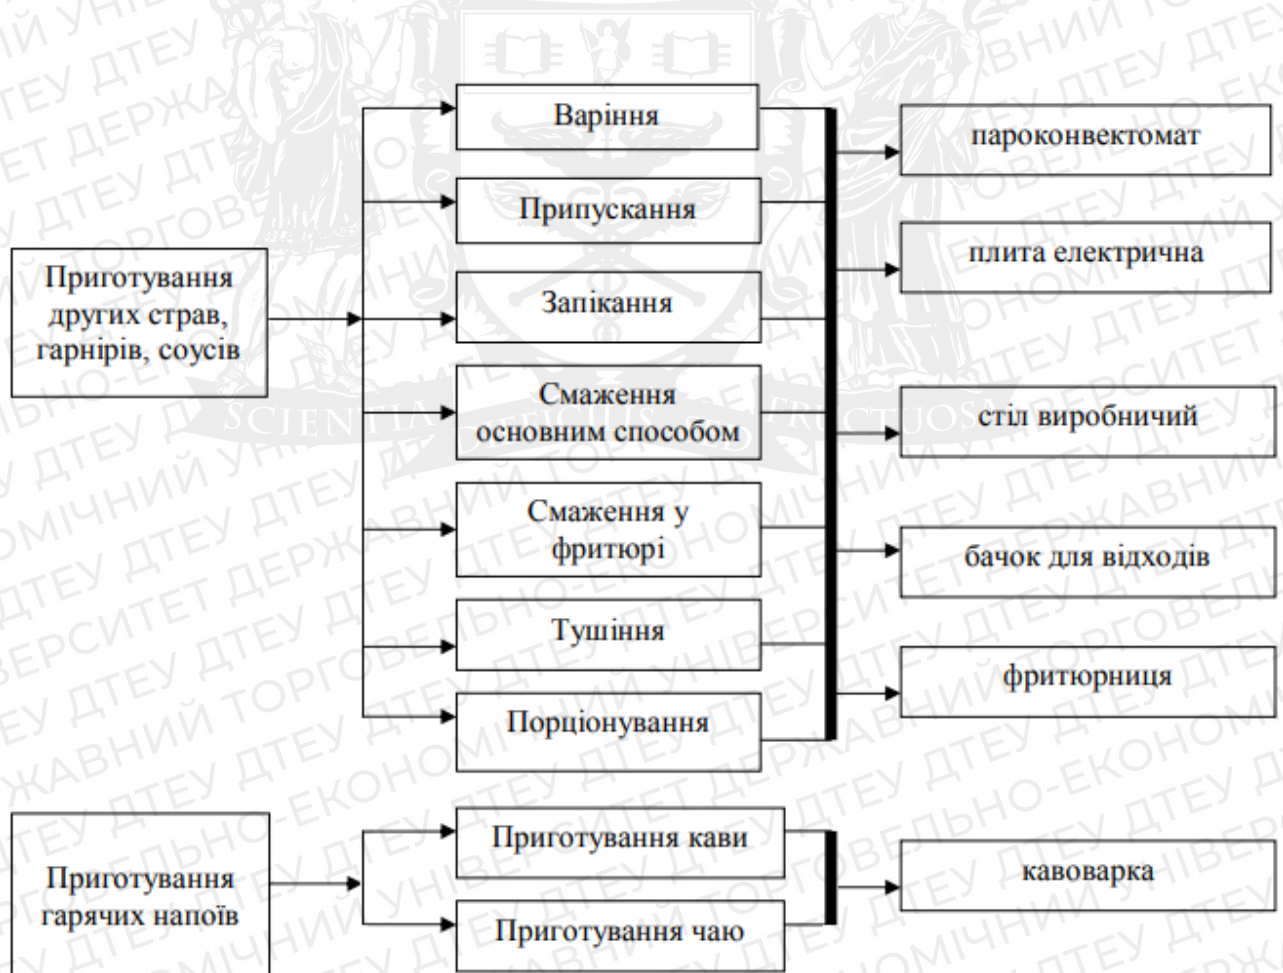 Приготування
других страв,
гарнірів, соусів
Варіння
Припускання
Запікання
Смаження
основним способом
Смаження у
фритюрі
Тушіння
Порціонування
пароконвектомат
плита електрична
стіл виробничий
бачок для відходів
фритюрниця
Приготування
гарячих напоїв
Приготування кави
Приготування чаю
кавоварка